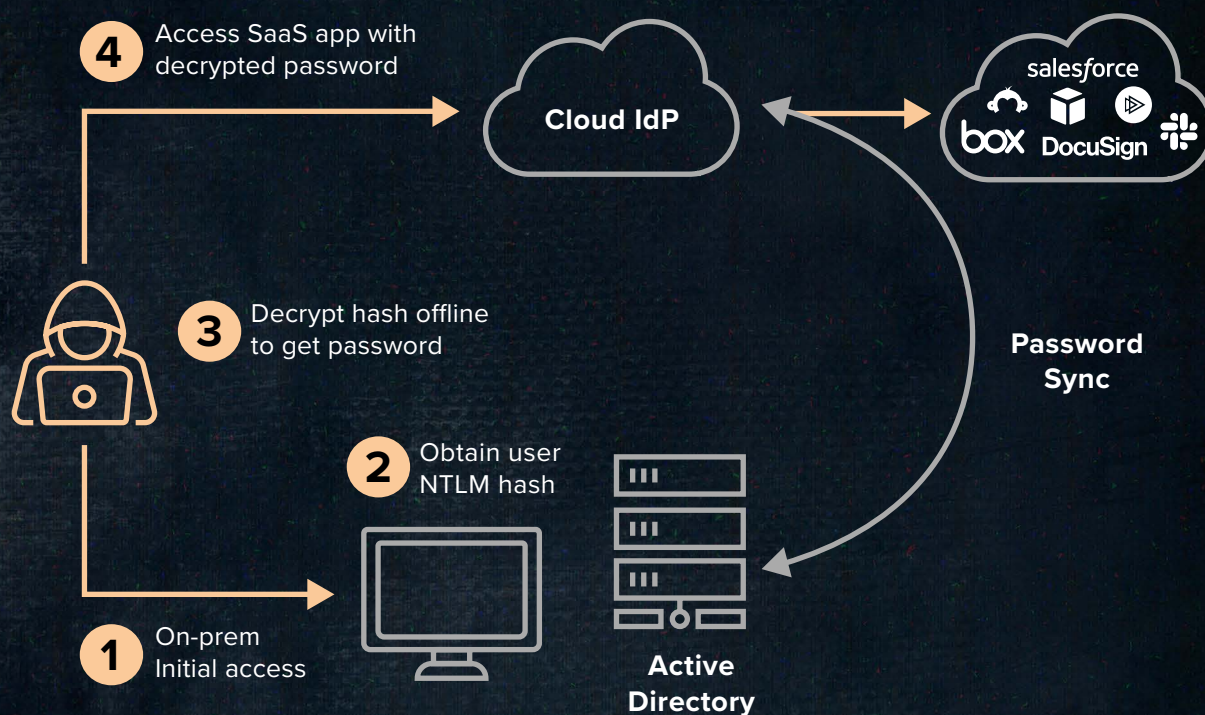 4
Access SaaS app with
decrypted password
Cloud IdP
salesforce
box
DocuSign
3
Decrypt hash offline
to get password
Password
Sync
2
Obtain user
NTLM hash
1
On-prem
Initial access
Active
Directory